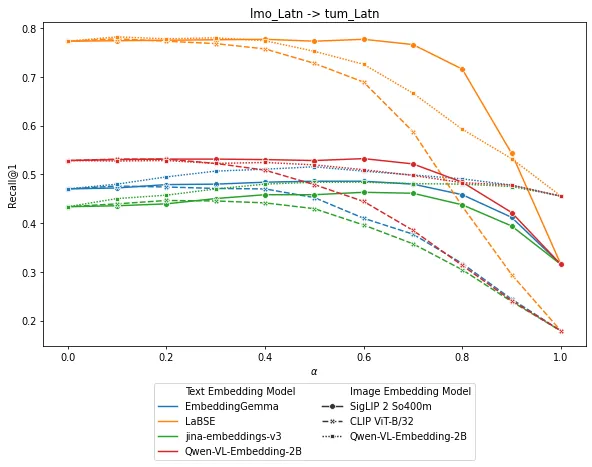 lmo_Latn -> tum_Latn
Recall@1
0.8
0.7
0.6
0.5
0.4
0.3
0.2
0.0
0.2
0.4
0.6
0.8
1.0
α
Text Embedding Model
EmbeddingGemma
LaBSE
jina-embeddings-v3
Qwen-VL-Embedding-2B
Image Embedding Model
SigLIP 2 So400m
CLIP ViT-B/32
Qwen-VL-Embedding-2B